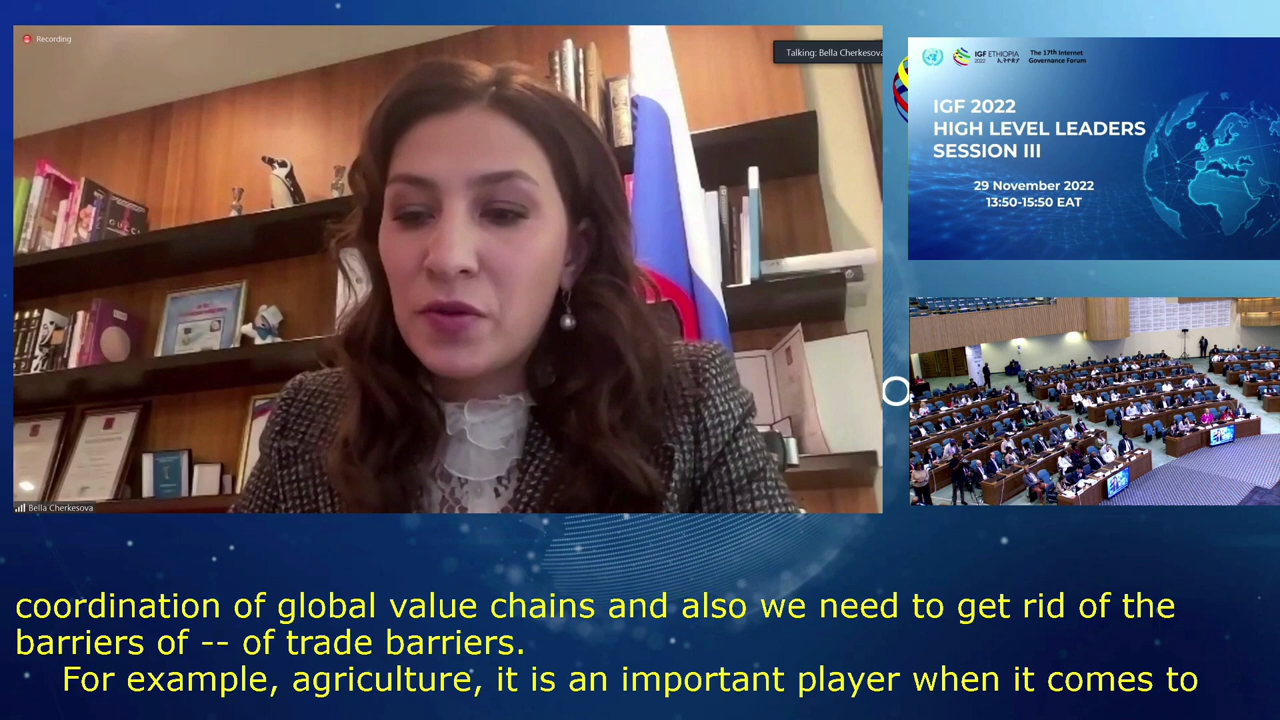 Recording
Talking: Bella Cherkesova
GUCCI
Bella Cherkesova
IGF ETHIOPIA
2022 ኢትዮጵያ
The 17th Internet
Governance Forum
IGF 2022
HIGH LEVEL LEADERS
SESSION III
29 November 2022
13:50-15:50 EAT
coordination of global value chains and also we need to get rid of the
barriers of -- of trade barriers.
For example, agriculture, it is an important player when it comes to